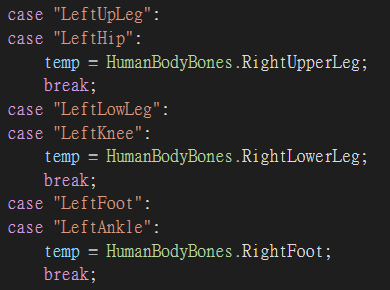 case "LeftUpLeg":
case "LeftHip":
    temp = HumanBodyBones.RightUpperLeg;
    break;
case "LeftLowLeg":
case "LeftKnee":
    temp = HumanBodyBones.RightLowerLeg;
    break;
case "LeftFoot":
case "LeftAnkle":
    temp = HumanBodyBones.RightFoot;
    break;